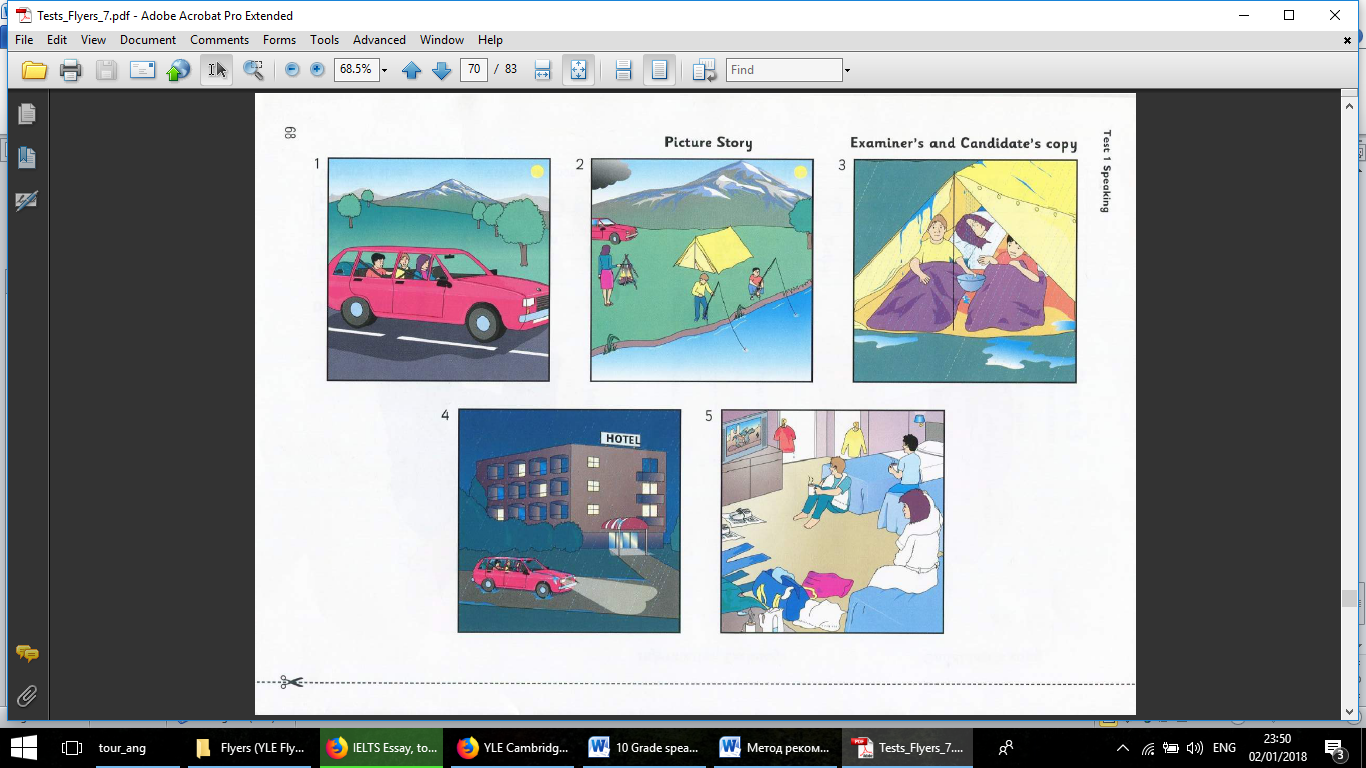 Tests_Flyers_7.pdf - Adobe Acrobat Pro Extended
File Edit View Document Comments Forms Tools Advanced Window Help
68.5% 70 / 83 Find
68
Picture Story
Examiner's and Candidate's copy
Test 1 Speaking
1
2
3
4
HOTEL
5
tour_ang
Flyers (YLE Fly...
IELTS Essay, to...
YLE Cambridg...
10 Grade spea...
Метод реком...
Tests_Flyers_7....
ENG
23:50
02/01/2018
3